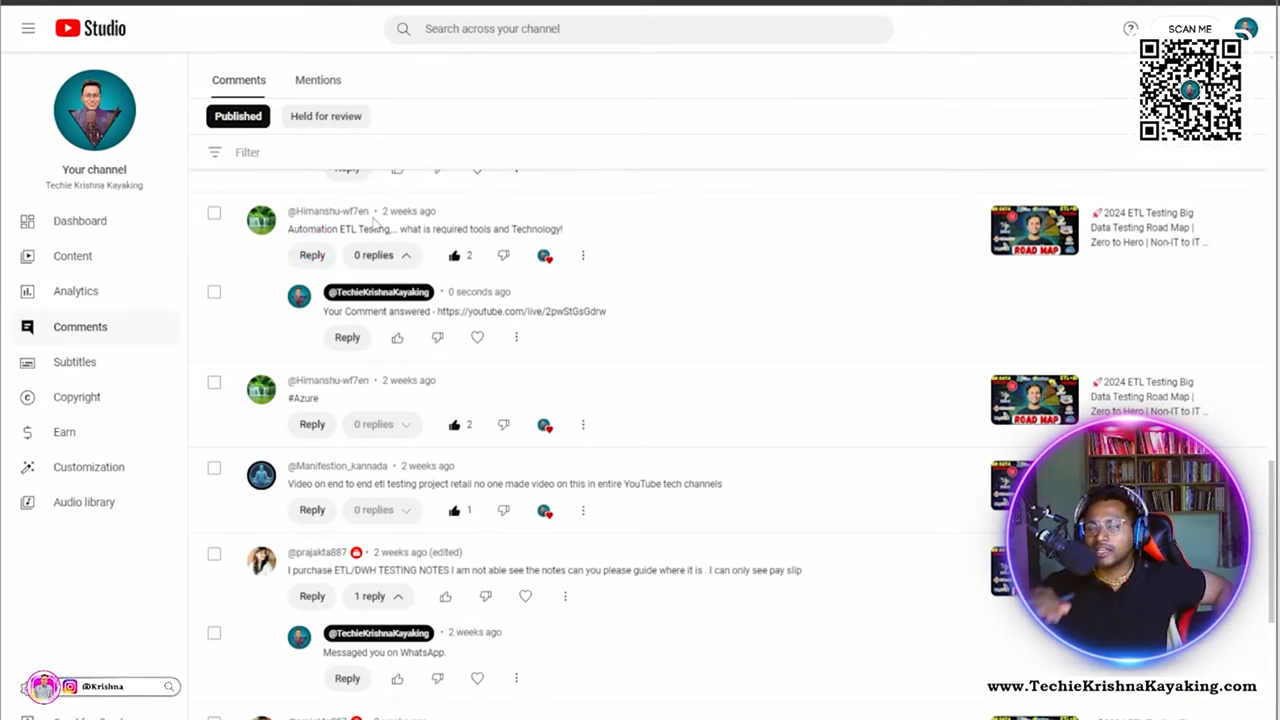 Studio
Search across your channel
SCAN ME
Comments
Mentions
Published
Held for review
Filter
Your channel
Techie Krishna Kayaking
Dashboard
Content
Analytics
Comments
Subtitles
Copyright
Earn
Customization
Audio library
@Himanshu-wf7en • 2 weeks ago
Automation ETL Testing,.. what is required tools and Technology!
Reply
0 replies
2
🚀2024 ETL Testing Big
Data Testing Road Map |
Zero to Hero | Non-IT to IT ...
ROAD MAP
@TechieKrishnaKayaking • 0 seconds ago
Your Comment answered - https://youtube.com/live/2pwStGsGdrw
Reply
@Himanshu-wf7en • 2 weeks ago
#Azure
Reply
0 replies
2
🚀2024 ETL Testing Big
Data Testing Road Map |
Zero to Hero | Non-IT to IT ...
ROAD MAP
@Manifestion_kannada • 2 weeks ago
Video on end to end etl testing project retail no one made video on this in entire YouTube tech channels
Reply
0 replies
1
@prajakta887 • 2 weeks ago (edited)
I purchase ETL/DWH TESTING NOTES I am not able see the notes can you please guide where it is . I can only see pay slip
Reply
1 reply
@TechieKrishnaKayaking • 2 weeks ago
Messaged you on WhatsApp.
Reply
@Krishna
www.TechieKrishnaKayaking.com